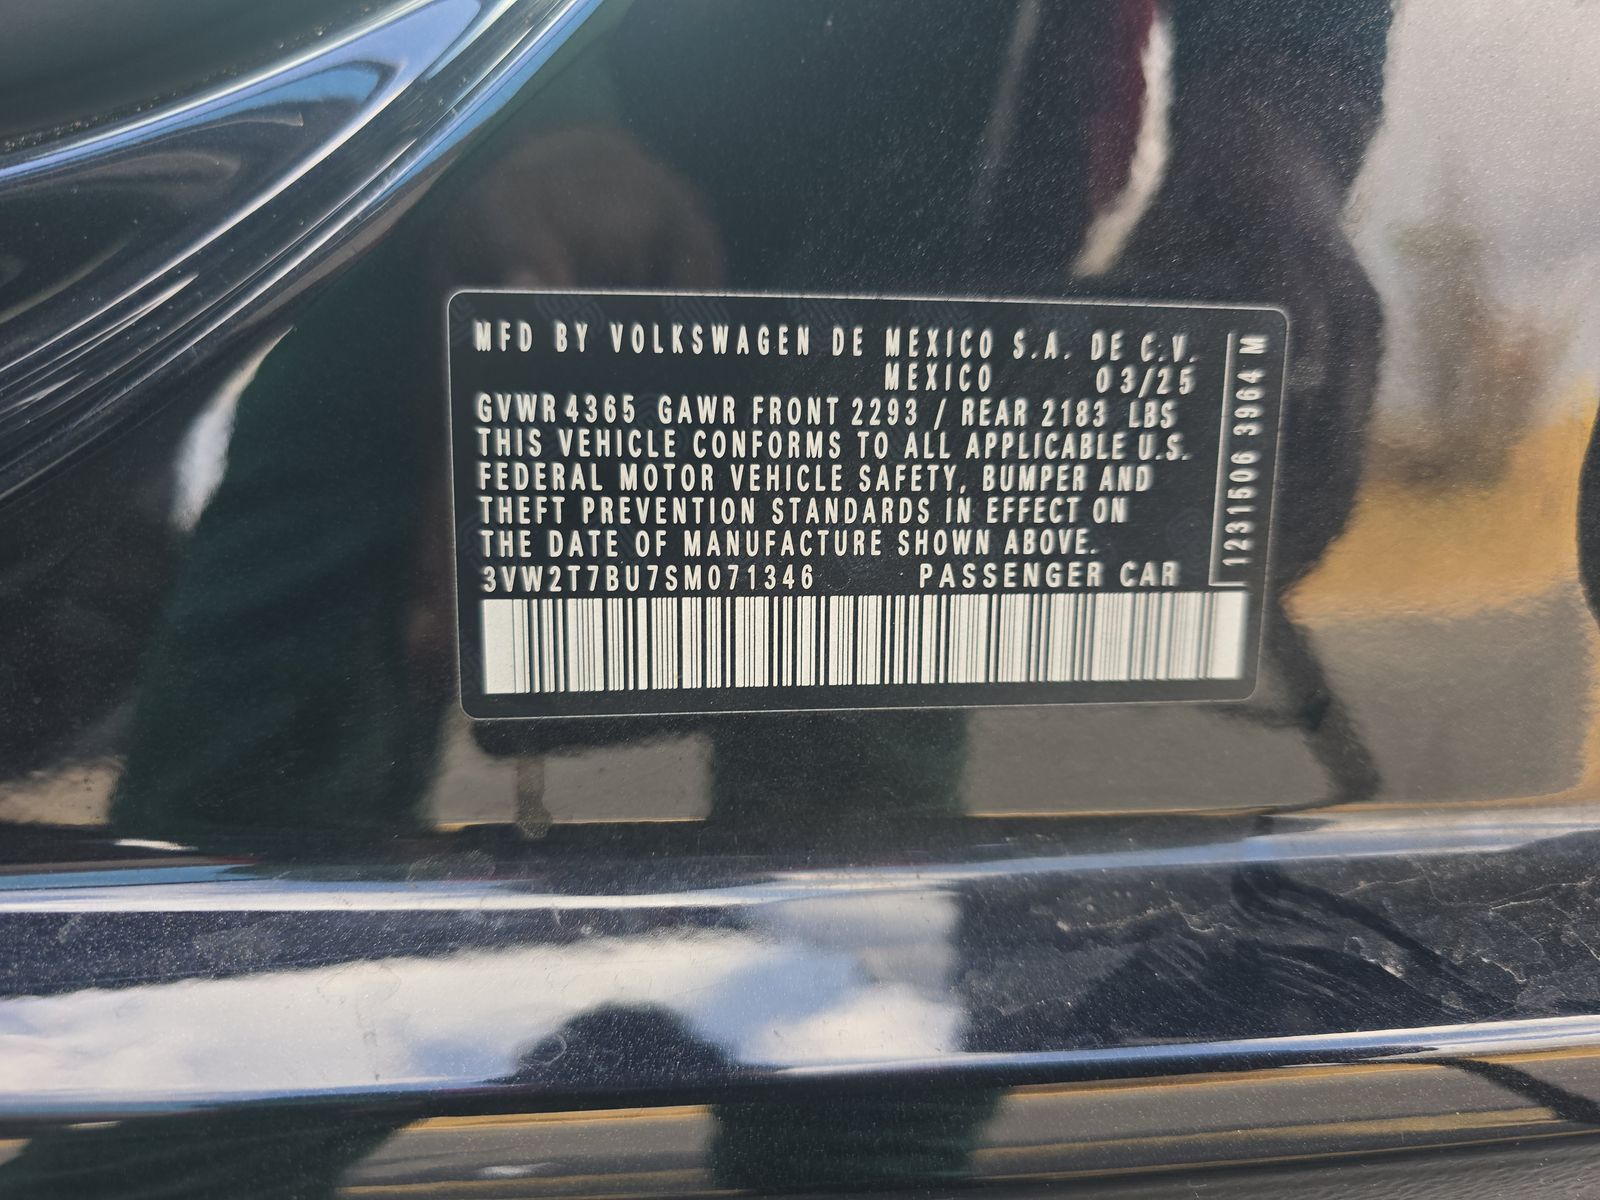 MFD BY VOLKSWAGEN DE MEXICO S.A. DE C.V.
MEXICO 03/25
GVWR 4365 GAWR FRONT 2293 / REAR 2183 LBS
THIS VEHICLE CONFORMS TO ALL APPLICABLE U.S.
FEDERAL MOTOR VEHICLE SAFETY, BUMPER AND
THEFT PREVENTION STANDARDS IN EFFECT ON
THE DATE OF MANUFACTURE SHOWN ABOVE.
3VW2T7BU7SM071346 PASSENGER CAR
1231506 3964 M